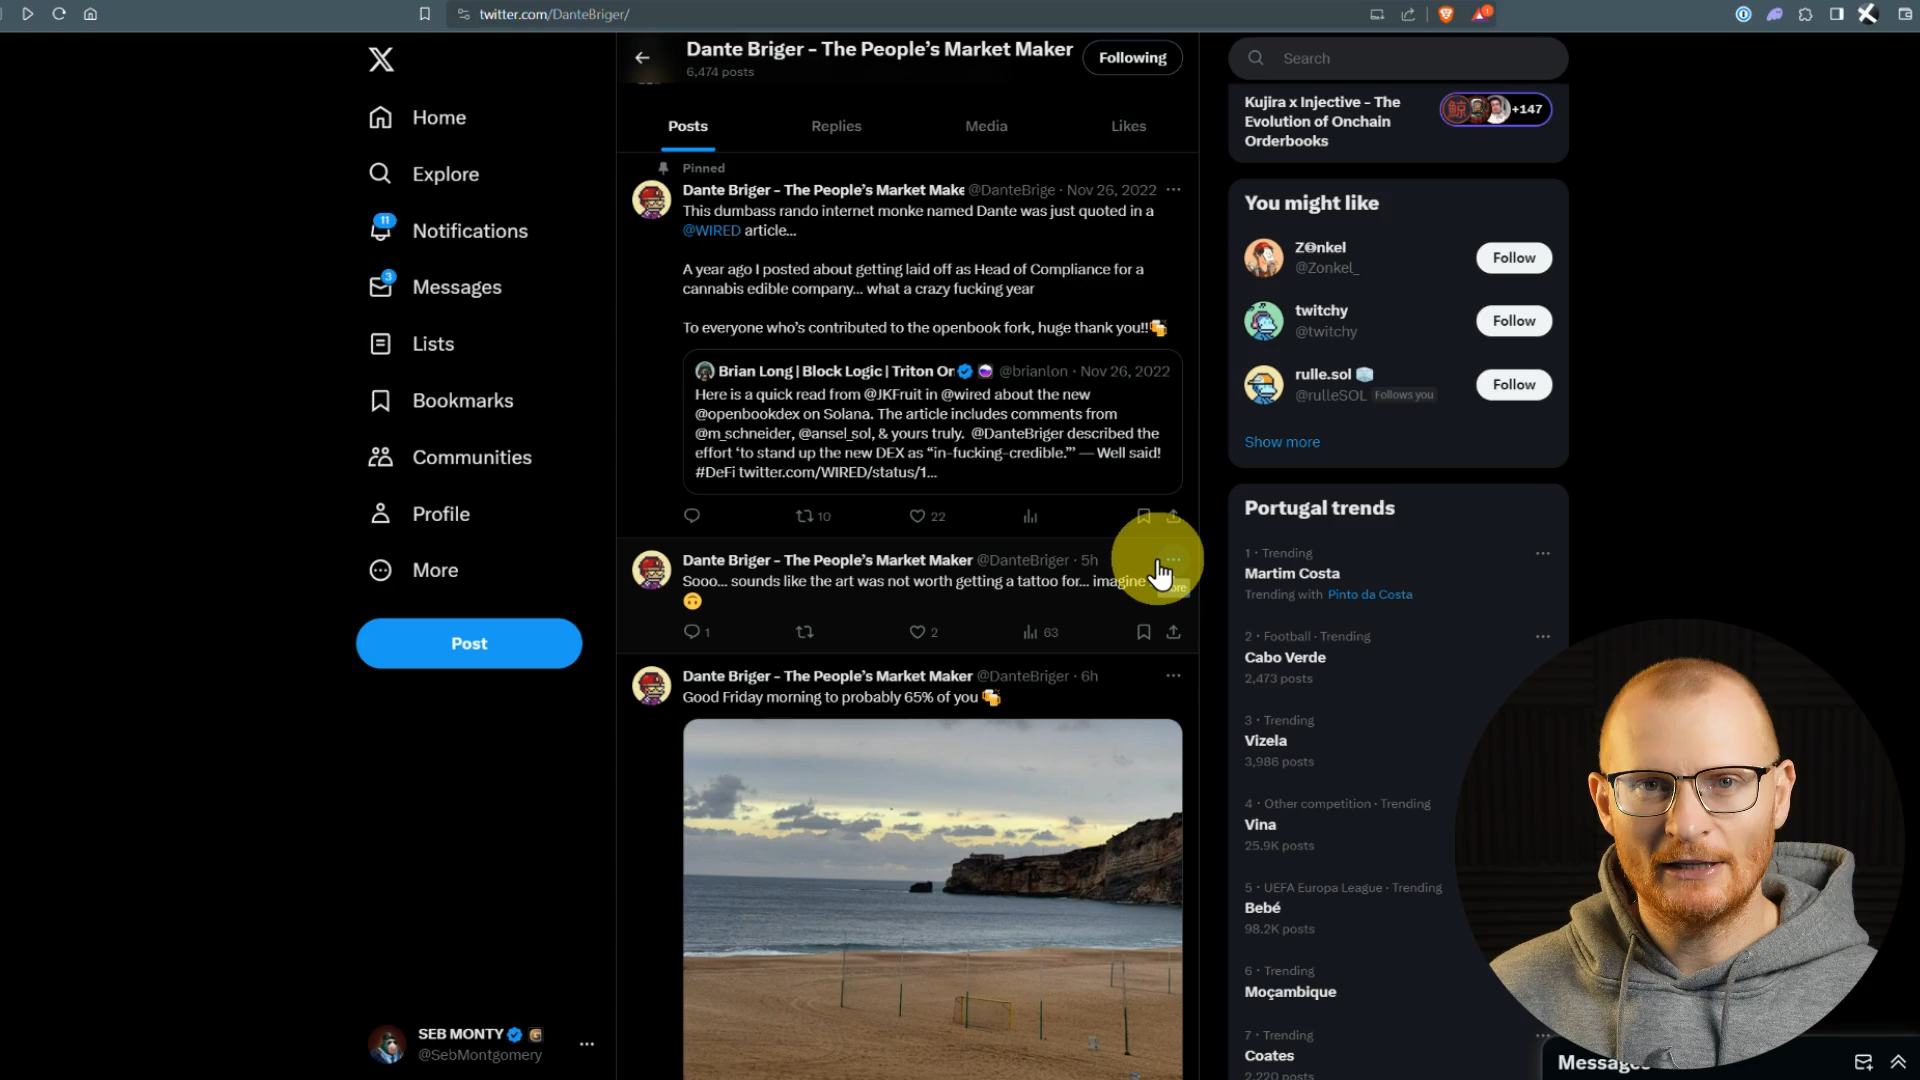 twitter.com/DanteBriger/
1
X
Home
Explore
11
Notifications
3
Messages
Lists
Bookmarks
Communities
Profile
More
Post
SEB MONTY
@SebMontgomery
Dante Briger - The People's Market Maker
6,474 posts
Following
Posts
Replies
Media
Likes
Pinned
Dante Briger - The People's Market Make @DanteBrige · Nov 26, 2022
This dumbass rando internet monke named Dante was just quoted in a
@WIRED article...
A year ago I posted about getting laid off as Head of Compliance for a
cannabis edible company... what a crazy fucking year
To everyone who's contributed to the openbook fork, huge thank you!!🍻
Brian Long | Block Logic | Triton Or @brianlon · Nov 26, 2022
Here is a quick read from @JKFruit in @wired about the new
@openbookdex on Solana. The article includes comments from
@m_schneider, @ansel_sol, & yours truly. @DanteBriger described the
effort ‘to stand up the new DEX as “in-fucking-credible.”’ — Well said!
#DeFi twitter.com/WIRED/status/1...
10
22
Dante Briger - The People's Market Maker @DanteBriger · 5h
Sooo... sounds like the art was not worth getting a tattoo for... imagine
🙃
1
2
63
Dante Briger - The People's Market Maker @DanteBriger · 6h
Good Friday morning to probably 65% of you 🍻
Search
Kujira x Injective - The
Evolution of Onchain
Orderbooks
+147
You might like
Follow
@Zonkel_
twitchy
@twitchy
Follow
rulle.sol 🧊
@rulleSOL Follows you
Follow
Show more
Portugal trends
1 · Trending
Martim Costa
Trending with Pinto da Costa
2 · Football · Trending
Cabo Verde
2,473 posts
3 · Trending
Vizela
3,986 posts
4 · Other competition · Trending
Vina
25.9K posts
5 · UEFA Europa League · Trending
Bebé
98.2K posts
6 · Trending
Moçambique
7 · Trending
Coates
2,220 posts
Messages